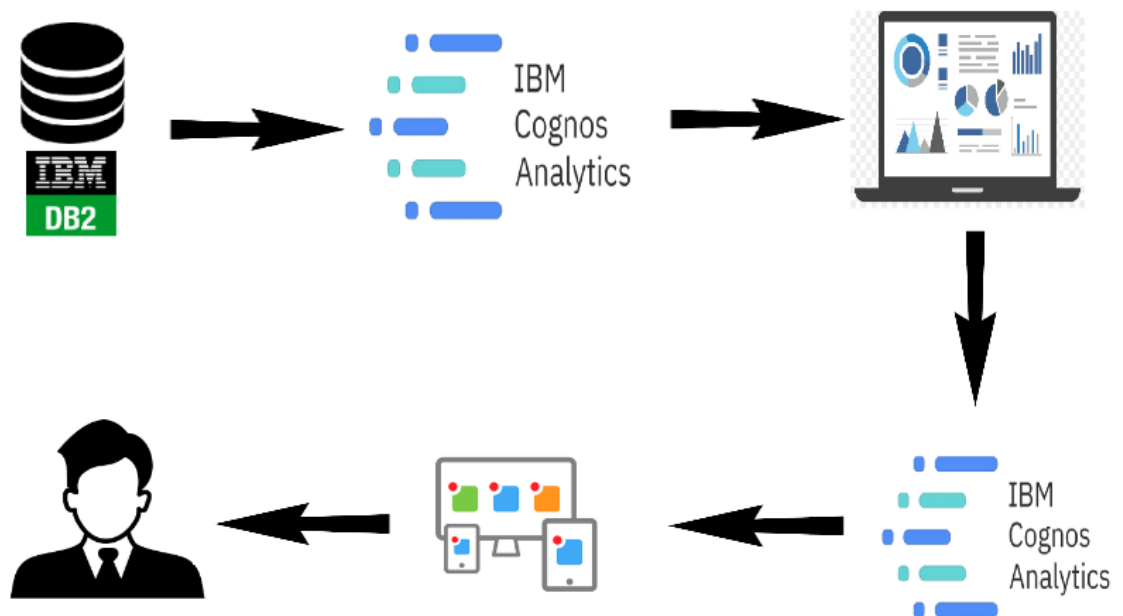 IBM
DB2
IBM
Cognos
Analytics
IBM
Cognos
Analytics